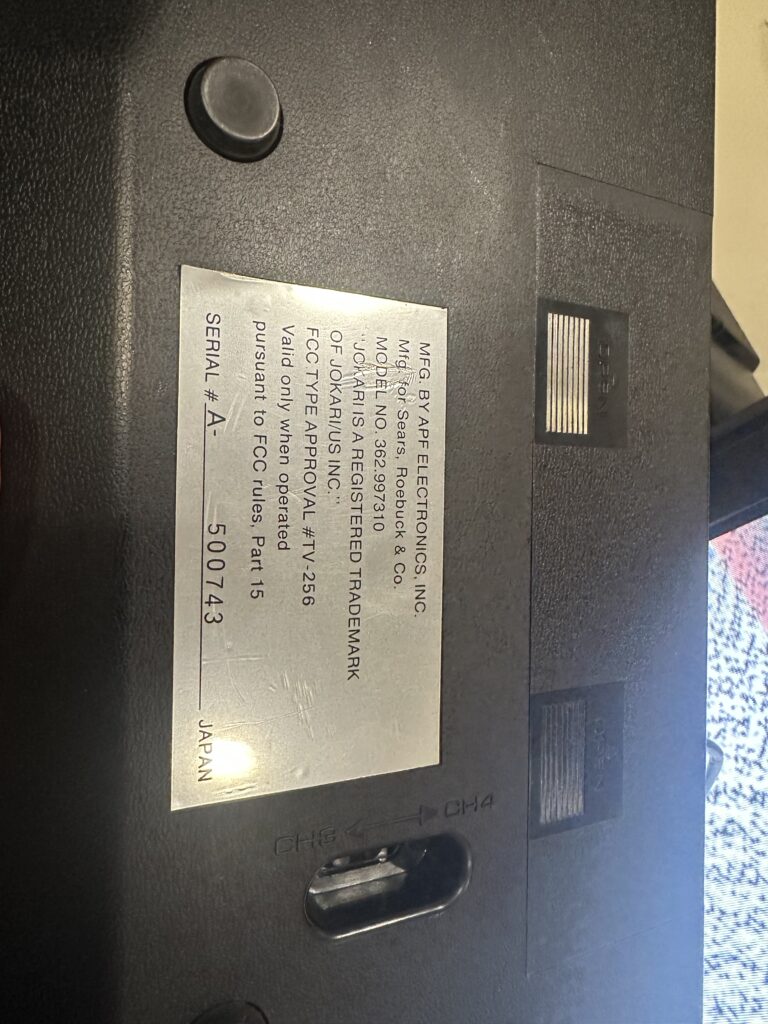 MFG. BY APF ELECTRONICS, INC.
Mfg. for Sears, Roebuck & Co.
MODEL NO. 362.997310
"JOKARI IS A REGISTERED TRADEMARK
OF JOKARI/US INC."
FCC TYPE APPROVAL #TV-256
Valid only when operated
pursuant to FCC rules, Part 15
SERIAL # A- 500743 JAPAN
OPEN
OPEN
CH3 CH4